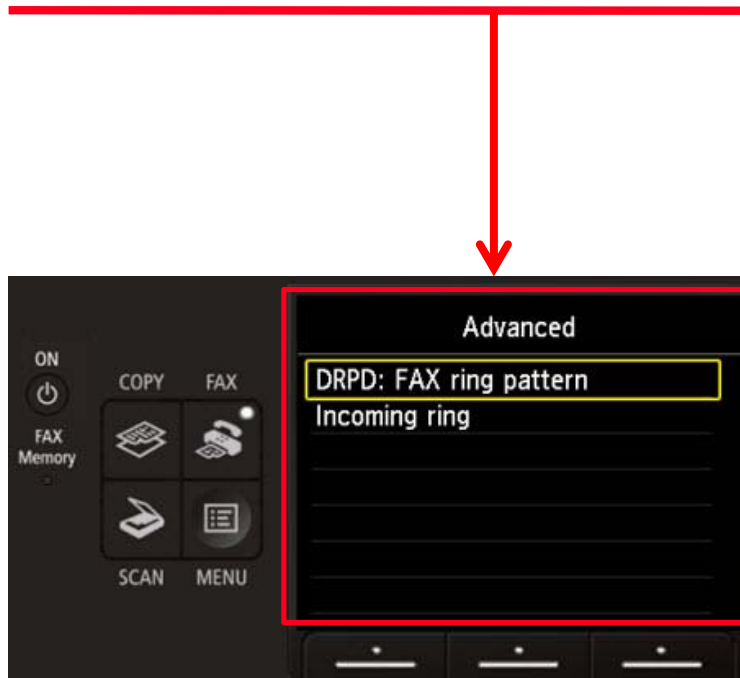 Advanced
ON
COPY FAX
DRPD: FAX ring pattern
Incoming ring
FAX
Memory
SCAN MENU